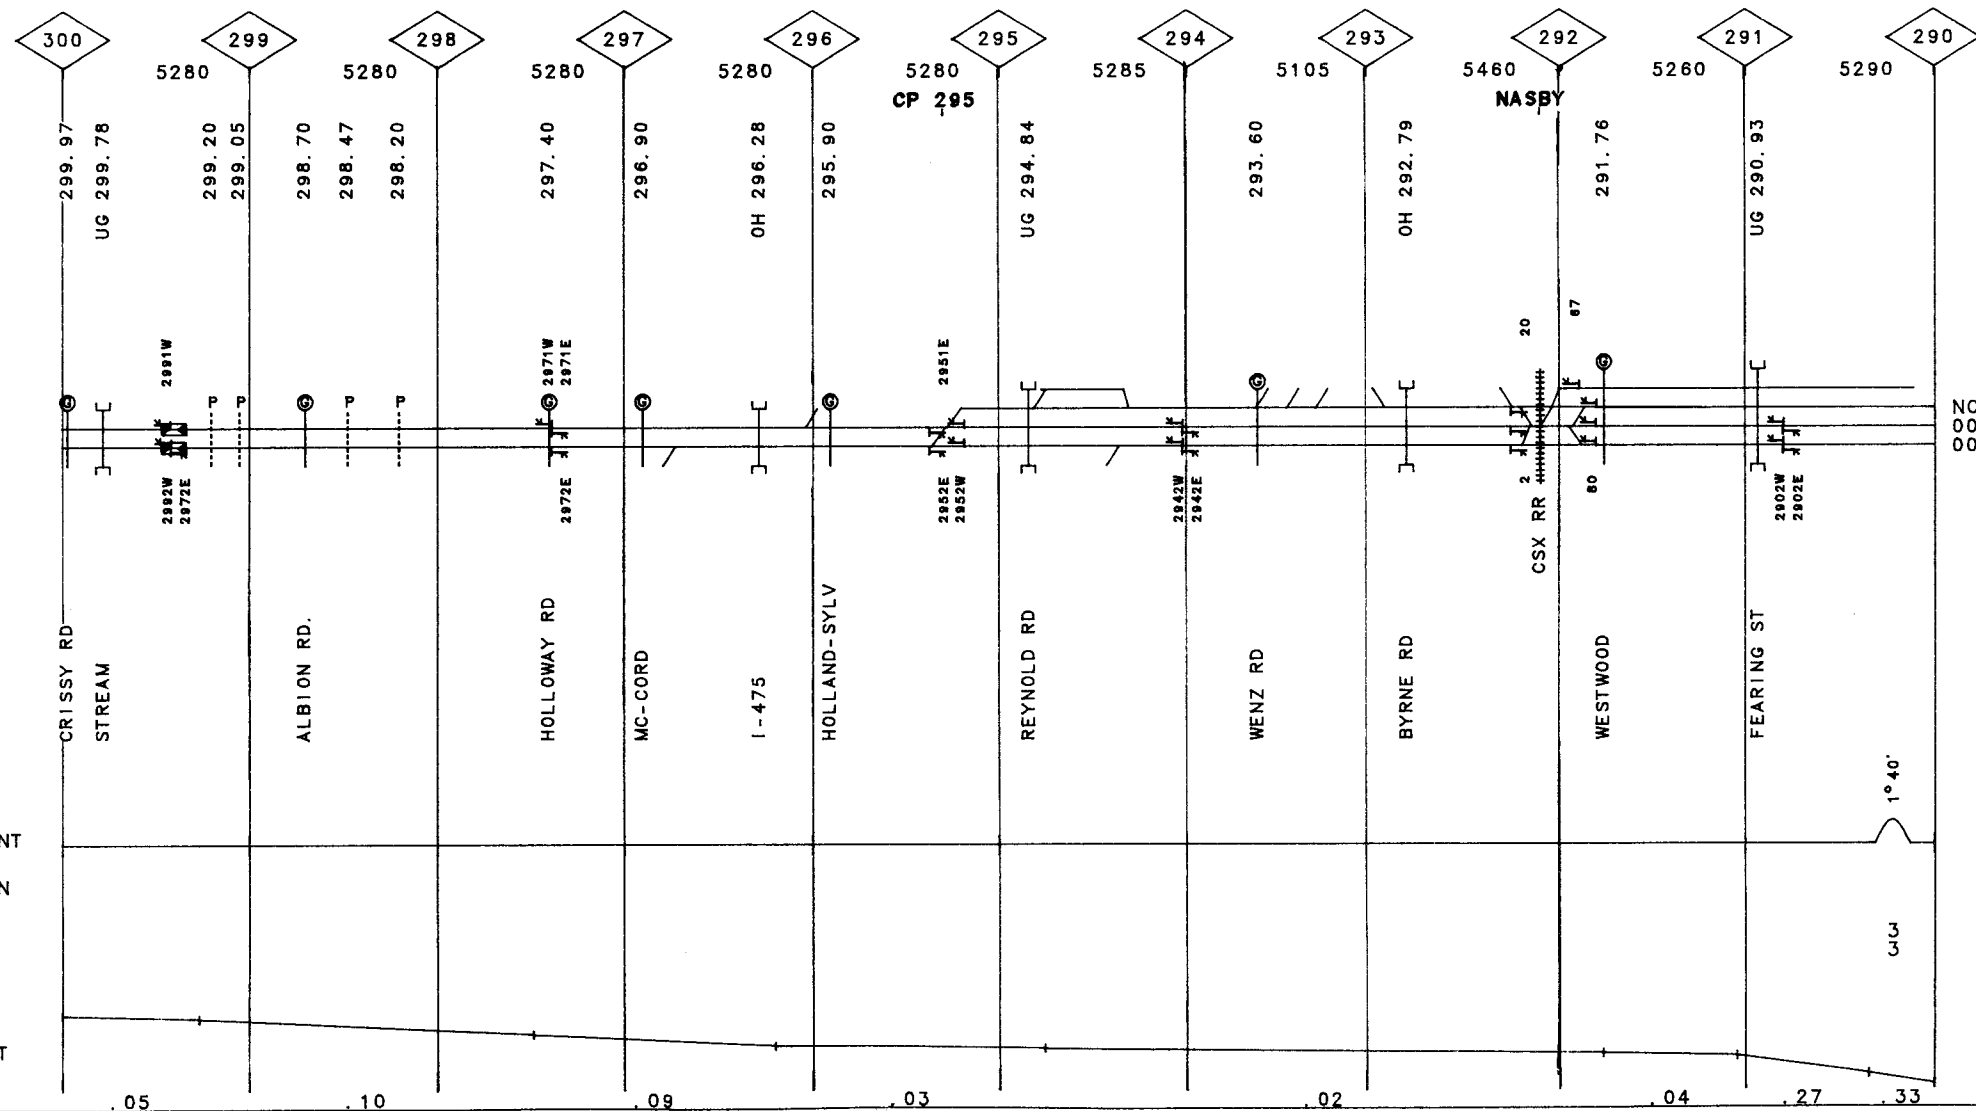 300 299 298 297 296 295 294 293 292 291 290
5280 5280 5280 5280 5280 5285 5105 5460 5260 5290
CP 295 NASBY
299.97
UG 299.78
299.20
299.05
298.70
298.47
298.20
297.40
296.90
OH 296.28
295.90
UG 294.84
293.60
OH 292.79
291.76
UG 290.93
2991W
2971W
2971E
2951E
20
67
G P P G P P G G G G G
NO
00
00
2992W
2972E
2972E
2952E
2952W
2942W
2942E
2
80
2902W
2902E
CRISSY RD
STREAM
ALBION RD.
HOLLOWAY RD
MC-CORD
I-475
HOLLAND-SYLV
REYNOLD RD
WENZ RD
BYRNE RD
CSX RR
WESTWOOD
FEARING ST
1° 40'
NT
N
33
T
.05 .10 .09 .03 .02 .04 .27 .33